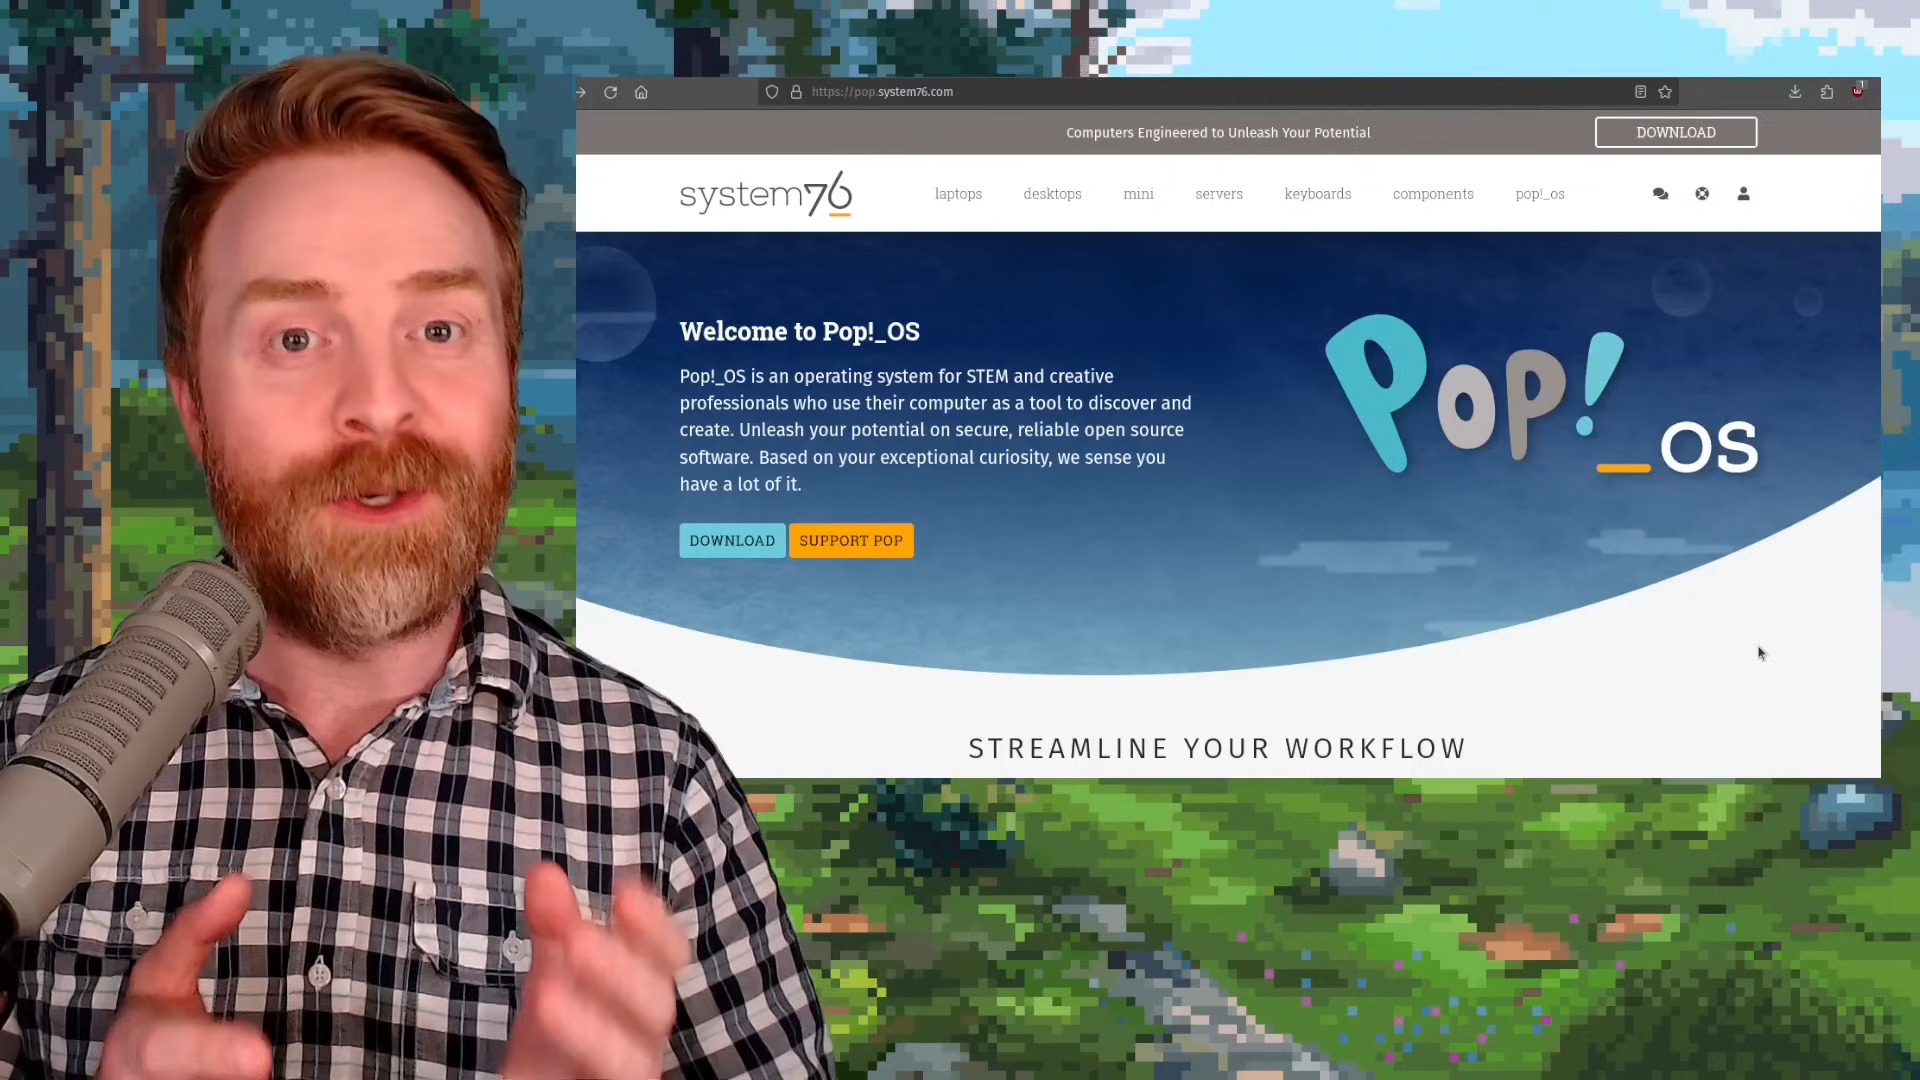 https://pop.system76.com
1
Computers Engineered to Unleash Your Potential
DOWNLOAD
system76
laptops
desktops
mini
servers
keyboards
components
pop!_os
Welcome to Pop!_OS
Pop!_OS is an operating system for STEM and creative
professionals who use their computer as a tool to discover and
create. Unleash your potential on secure, reliable open source
software. Based on your exceptional curiosity, we sense you
have a lot of it.
DOWNLOAD
SUPPORT POP
Pop!_OS
STREAMLINE YOUR WORKFLOW